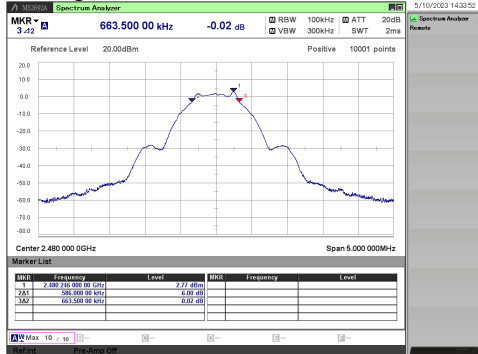 MS2692A Spectrum Analyzer
5/10/2023 14:33:52
MKR
3 Δ2 A 663.500 00 kHz -0.02 dB
M RBW 100kHz M ATT 20dB
M VBW 300kHz SWT 2ms
Spectrum Analyzer
Remote
Reference Level 20.00dBm Positive 10001 points
20.0
10.0
0.0
-10.0
-20.0
-30.0
-40.0
-50.0
-60.0
-70.0
-80.0
1
2
3
Center 2.480 000 0GHz Span 5.000 000MHz
Marker List
MKR Frequency Level MKR Frequency Level
1 2.480 246 000 00 GHz 2.77 dBm
2Δ1 586.000 00 kHz -6.00 dB
3Δ2 663.500 00 kHz -0.02 dB
A W Max 10 / 10 B -- C -- D -- E -- F --
Ref.Int Pre-Amp Off